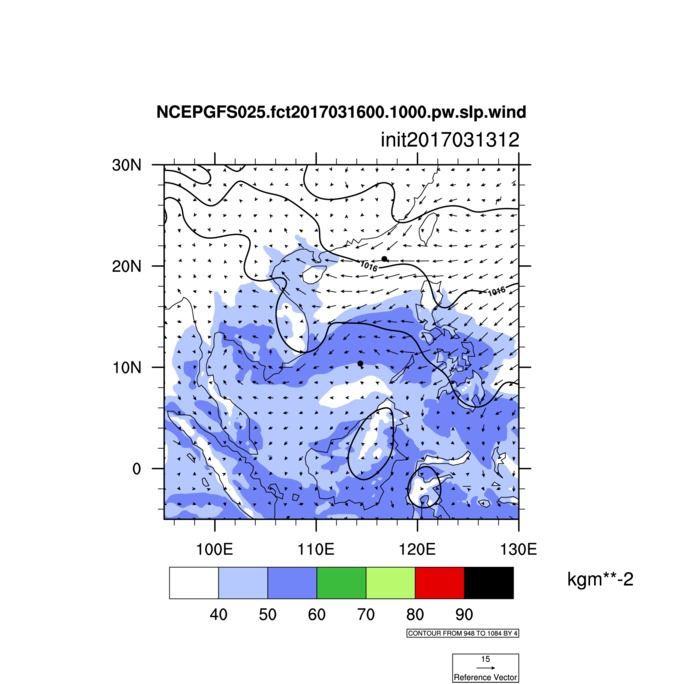 NCEPGFS025.fct2017031600.1000.pw.slp.wind
init2017031312
30N
20N
10N
0
1016
1016
100E 110E 120E 130E
kgm**-2
40 50 60 70 80 90
CONTOUR FROM 948 TO 1084 BY 4
15
Reference Vector